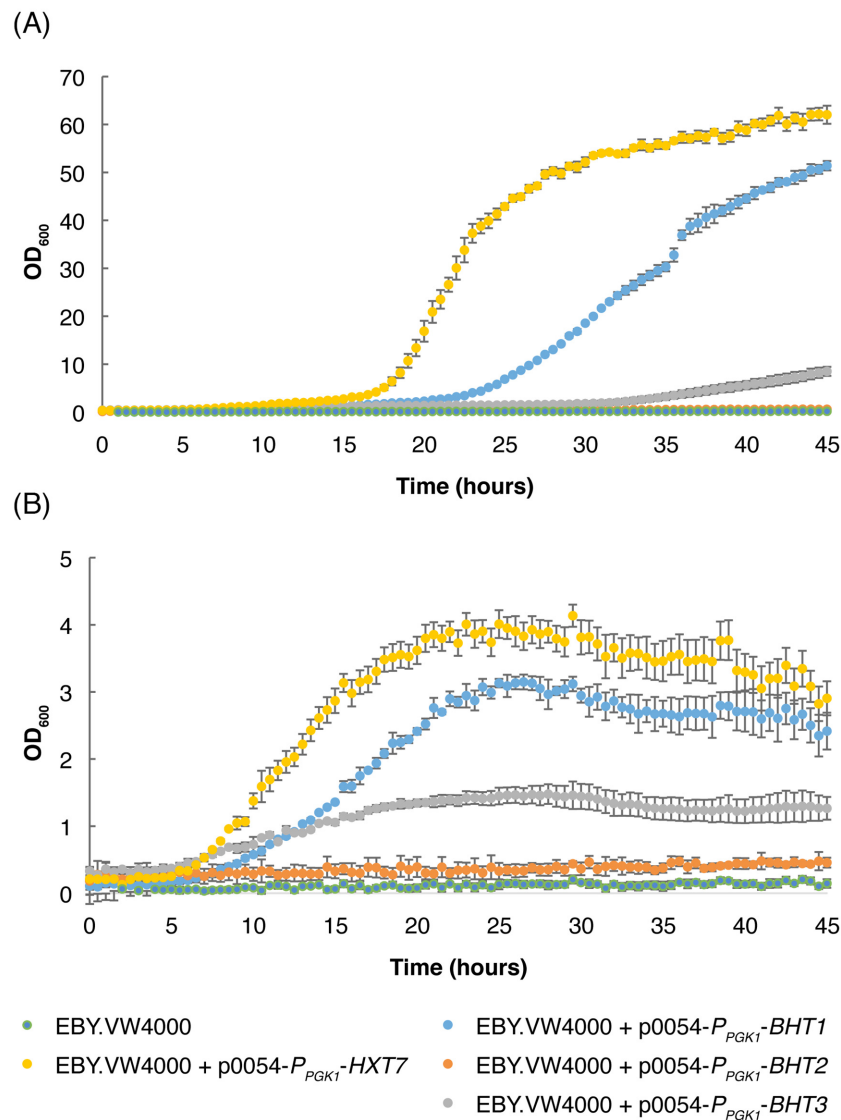 (A)
70
60
50
40
30
20
10
0
OD600
0 5 10 15 20 25 30 35 40 45
Time (hours)
(B)
5
4
3
2
1
0
OD600
0 5 10 15 20 25 30 35 40 45
Time (hours)
EBY.VW4000
EBY.VW4000 + p0054-PPGK1-HXT7
EBY.VW4000 + p0054-PPGK1-BHT1
EBY.VW4000 + p0054-PPGK1-BHT2
EBY.VW4000 + p0054-PPGK1-BHT3